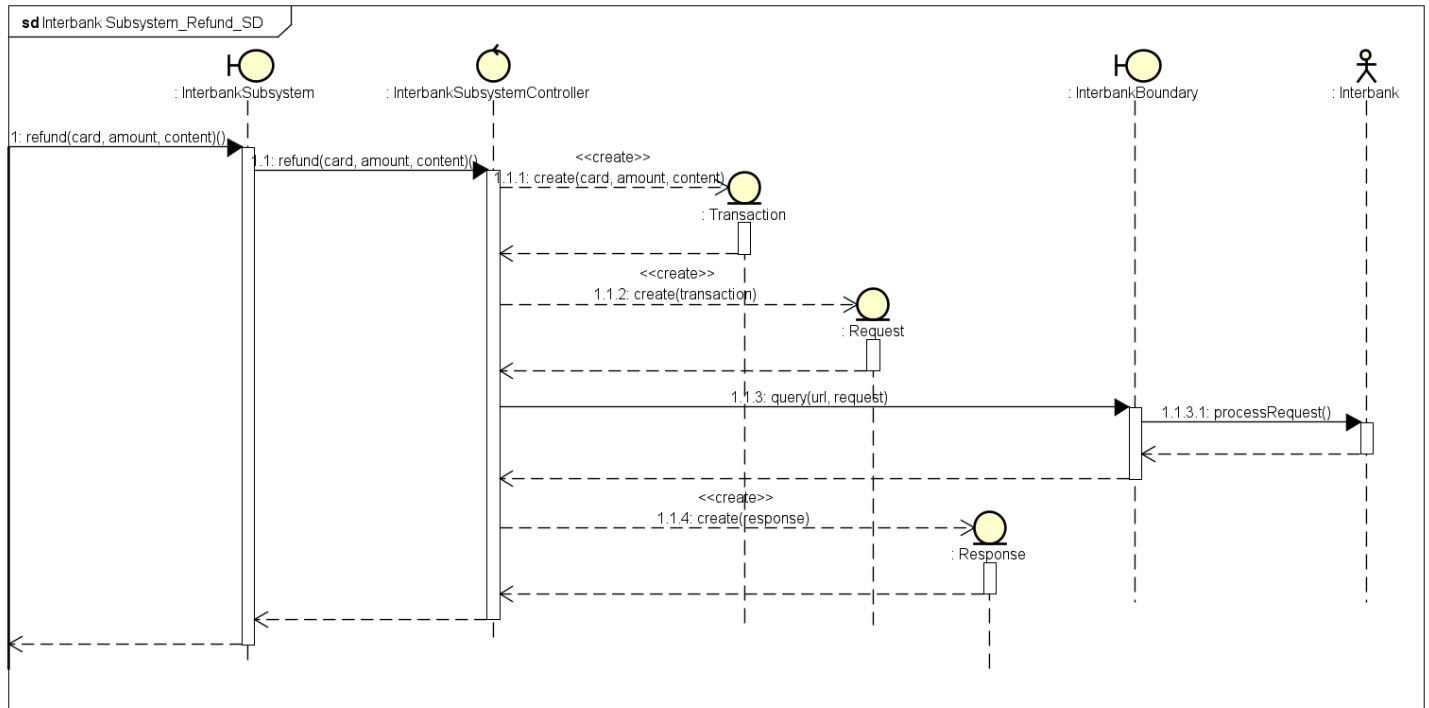 sd Interbank Subsystem_Refund_SD
: InterbankSubsystem
: InterbankSubsystemController
: InterbankBoundary
: Interbank
1: refund(card, amount, content)()
1.1: refund(card, amount, content)()
<<create>>
1.1.1: create(card, amount, content)
: Transaction
<<create>>
1.1.2: create(transaction)
: Request
1.1.3: query(url, request)
1.1.3.1: processRequest()
<<create>>
1.1.4: create(response)
: Response